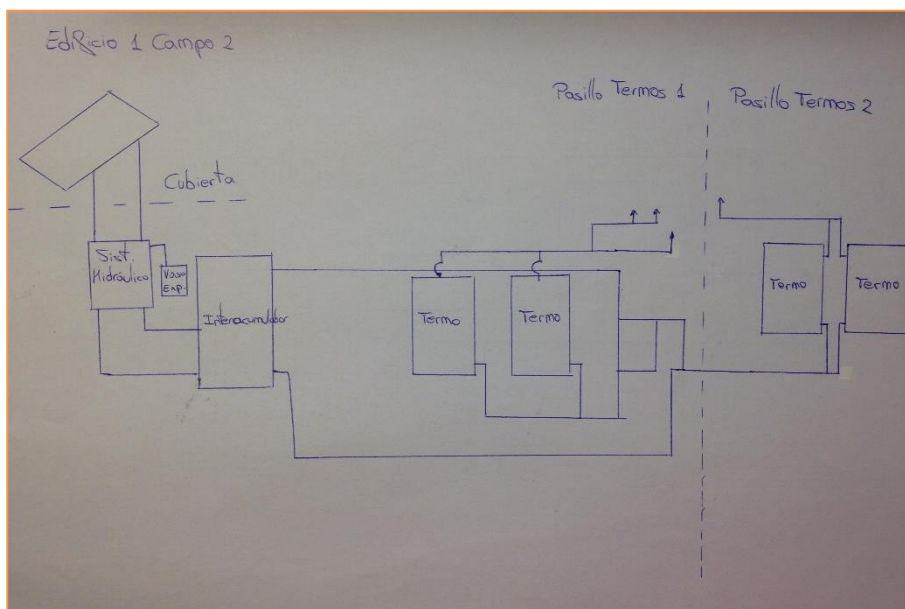 Edificio 1 Campo 2
Pasillo Termos 1
Pasillo Termos 2
Cubierta
Sist.
Hidráulico
Vaso
Exp.
Interacumulador
Termo
Termo
Termo
Termo